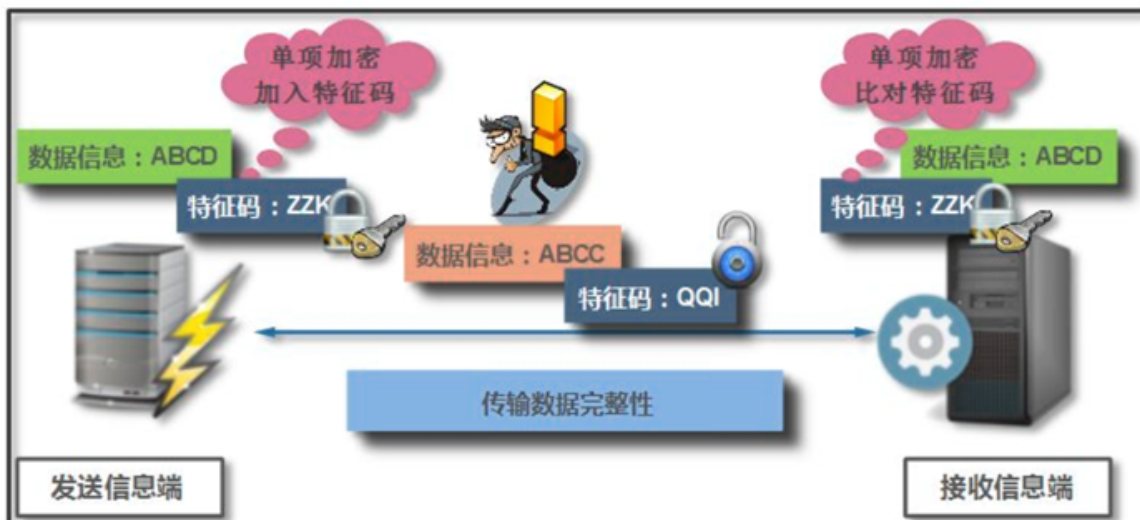 单项加密
加入特征码
单项加密
比对特征码
数据信息：ABCD
数据信息：ABCD
特征码：ZZK
特征码：ZZK
数据信息：ABCC
特征码：QQI
传输数据完整性
发送信息端
接收信息端